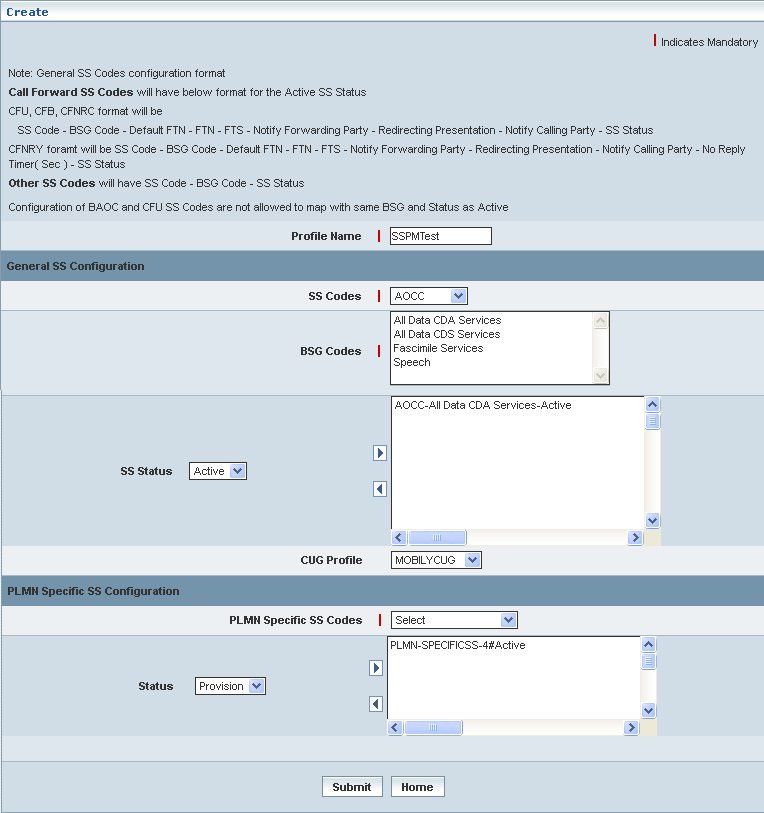 Create
Indicates Mandatory
Note: General SS Codes configuration format
Call Forward SS Codes will have below format for the Active SS Status
CFU, CFB, CFNRC format will be
SS Code - BSG Code - Default FTN - FTN - FTS - Notify Forwarding Party - Redirecting Presentation - Notify Calling Party - SS Status
CFNRY foramt will be SS Code - BSG Code - Default FTN - FTN - FTS - Notify Forwarding Party - Redirecting Presentation - Notify Calling Party - No Reply
Timer( Sec ) - SS Status
Other SS Codes will have SS Code - BSG Code - SS Status
Configuration of BAOC and CFU SS Codes are not allowed to map with same BSG and Status as Active
Profile Name SSPMTest
General SS Configuration
SS Codes AOCC
All Data CDA Services
All Data CDS Services
BSG Codes Fascimile Services
Speech
AOCC-All Data CDA Services-Active
SS Status Active
CUG Profile MOBILYCUG
PLMN Specific SS Configuration
PLMN Specific SS Codes Select
PLMN-SPECIFICSS-4#Active
Status Provision
Submit Home